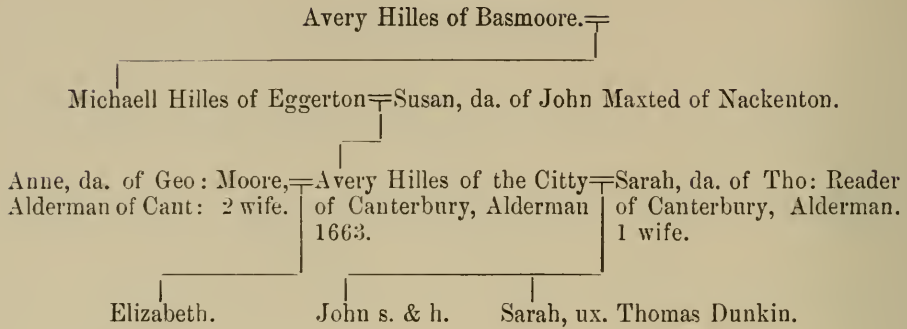 Avery Hilles of Basmoore.=
Michaell Hilles of Eggerton=Susan, da. of John Maxted of Nackenton.
Anne, da. of Geo: Moore,=Avery Hilles of the Citty=Sarah, da. of Tho: Reader
Alderman of Cant: 2 wife. of Canterbury, Alderman of Canterbury, Alderman.
1663. 1 wife.
Elizabeth. John s. & h. Sarah, ux. Thomas Dunkin.